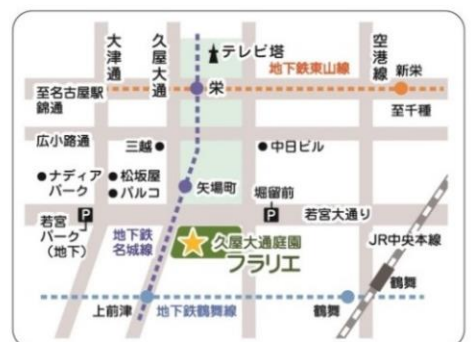 大津通
久屋大通
テレビ塔
地下鉄東山線
空港線
新栄
至名古屋駅
錦通
栄
至千種
広小路通
三越
中日ビル
ナディア
パーク
松坂屋
パルコ
矢場町
堀留前
P
P
若宮大通り
若宮
パーク
（地下）
地下鉄
名城線
久屋大通庭園
フラリエ
JR中央本線
鶴舞
上前津
地下鉄鶴舞線
鶴舞